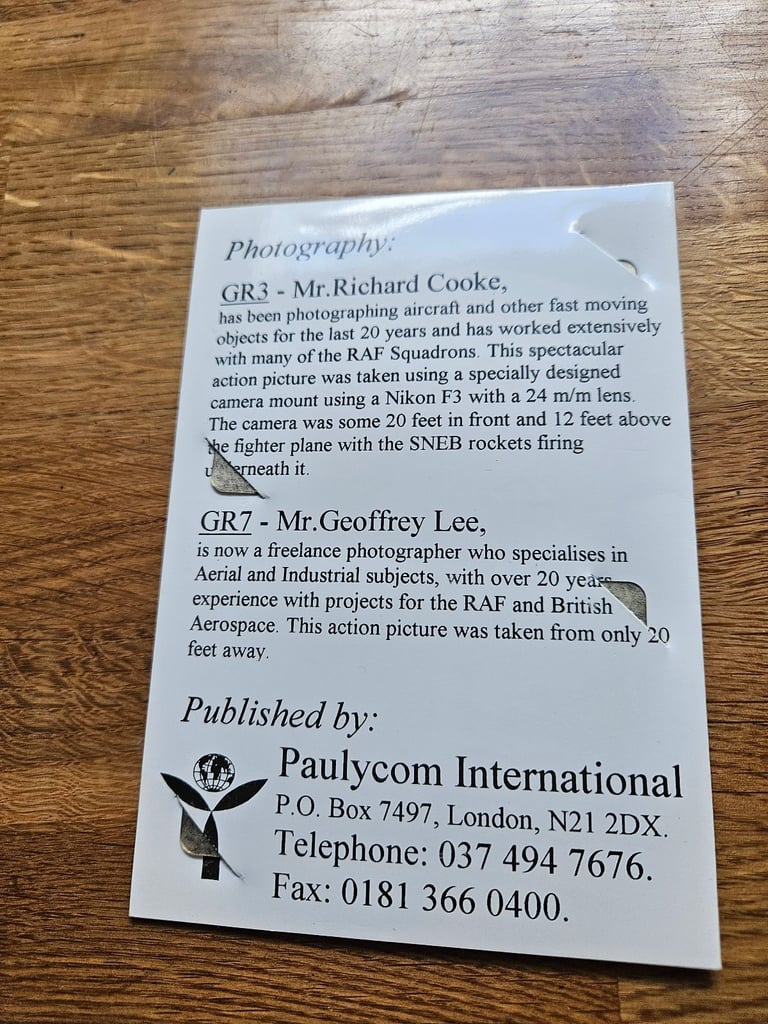 Photography:
GR3 - Mr.Richard Cooke,
has been photographing aircraft and other fast moving
objects for the last 20 years and has worked extensively
with many of the RAF Squadrons. This spectacular
action picture was taken using a specially designed
camera mount using a Nikon F3 with a 24 m/m lens.
The camera was some 20 feet in front and 12 feet above
the fighter plane with the SNEB rockets firing
underneath it.
GR7 - Mr.Geoffrey Lee,
is now a freelance photographer who specialises in
Aerial and Industrial subjects, with over 20 years
experience with projects for the RAF and British
Aerospace. This action picture was taken from only 20
feet away.
Published by:
Paulycom International
P.O. Box 7497, London, N21 2DX.
Telephone: 037 494 7676.
Fax: 0181 366 0400.